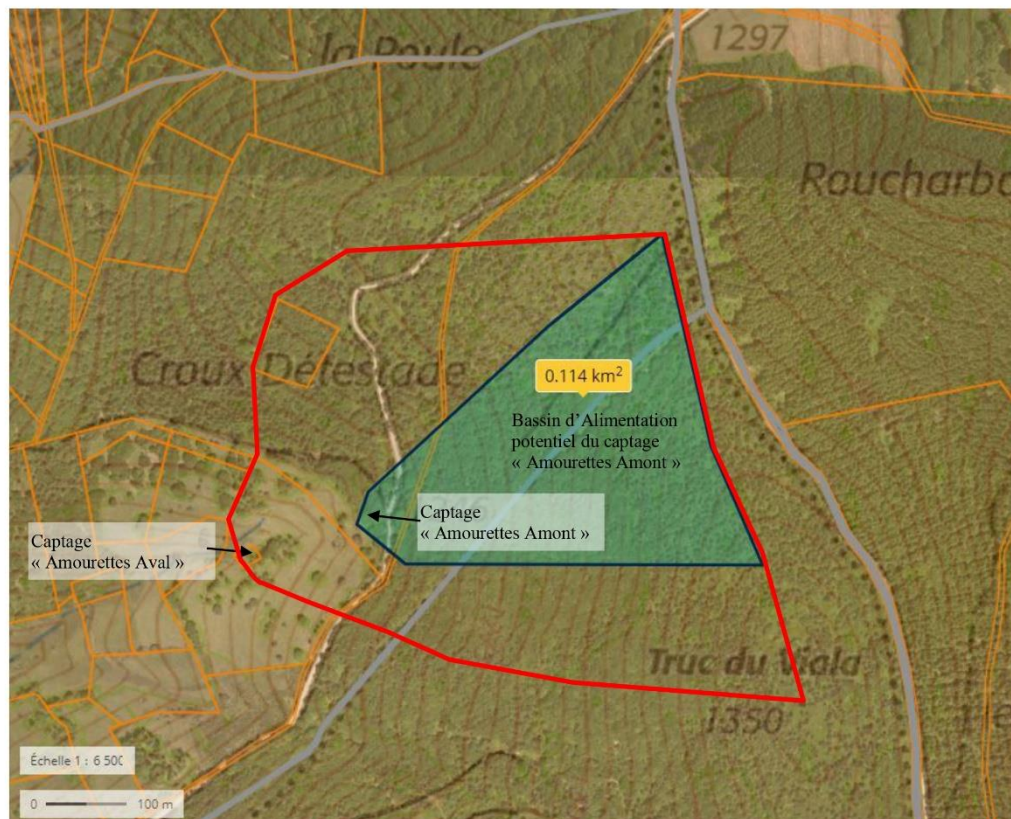 la Poule
1297
Roucharbo
Croux Détestade
0.114 km²
Bassin d’Alimentation
potentiel du captage
« Amourettes Amont »
Captage
« Amourettes Amont »
Captage
« Amourettes Aval »
Truc du Viala
1350
Échelle 1 : 6 500
0 100 m